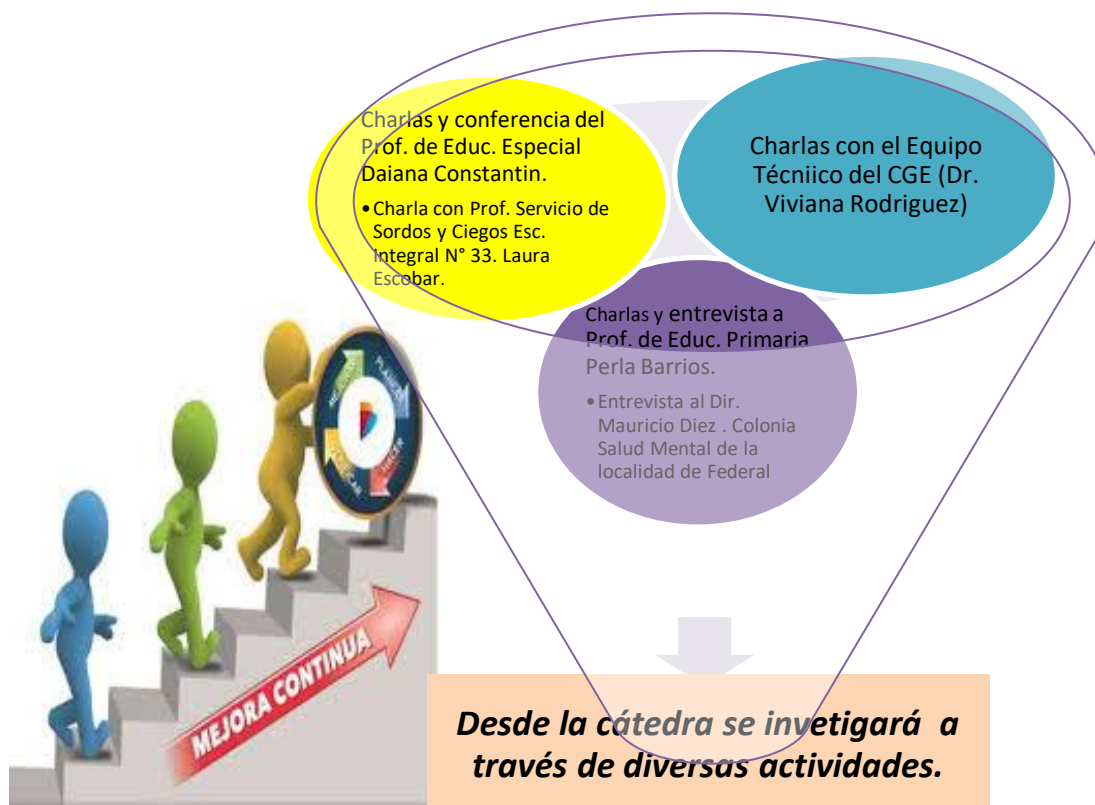 Charlas y conferencia del
Prof. de Educ. Especial
Daiana Constantin.
•Charla con Prof. Servicio de
Sordos y Ciegos Esc.
Integral N° 33. Laura
Escobar.
Charlas con el Equipo
Técniico del CGE (Dr.
Viviana Rodriguez)
Charlas y entrevista a
Prof. de Educ. Primaria
Perla Barrios.
•Entrevista al Dir.
Mauricio Diez . Colonia
Salud Mental de la
localidad de Federal
PLANEAR
HACER
MEJORA CONTINUA
Desde la cátedra se invetigará a
través de diversas actividades.